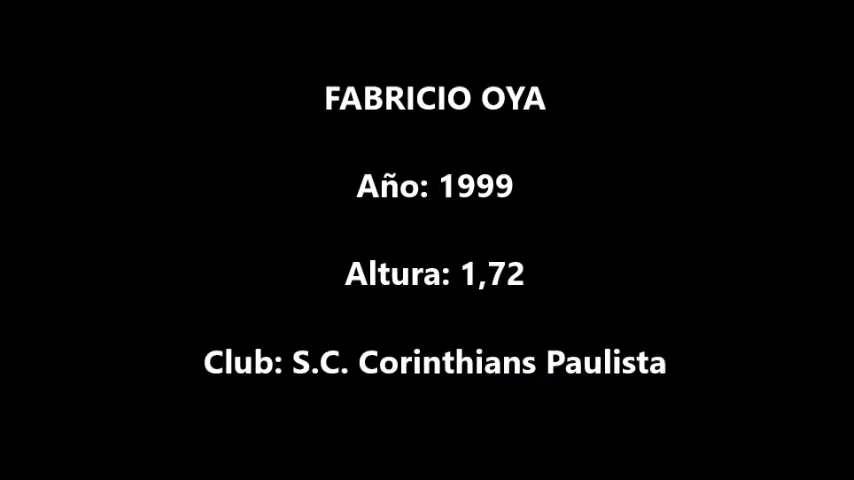 FABRICIO OYA
Año: 1999
Altura: 1,72
Club: S.C. Corinthians Paulista